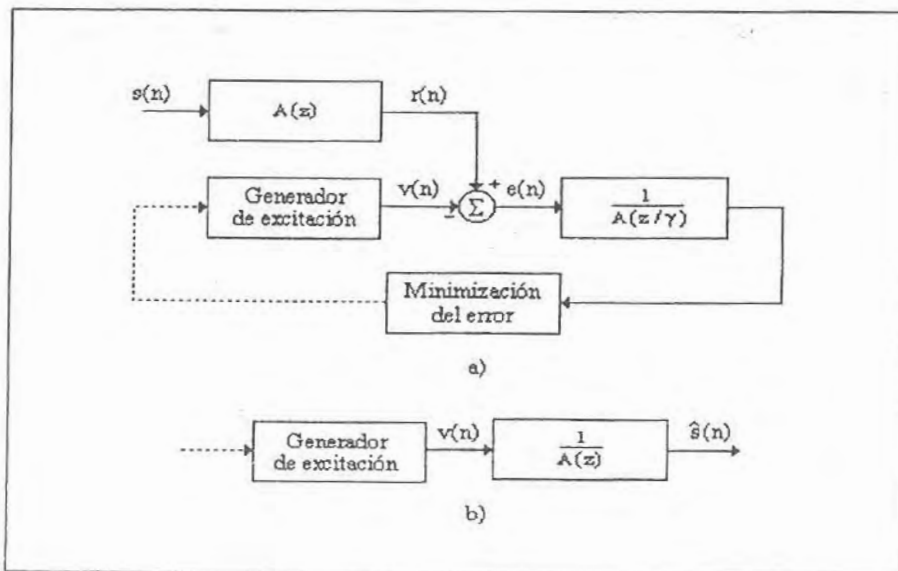 s(n)
A(z)
r(n)
Generador
de excitación
v(n)
+
-
Σ
e(n)
1
A(z/γ)
Minimización
del error
a)
Generador
de excitación
v(n)
1
A(z)
ŝ(n)
b)